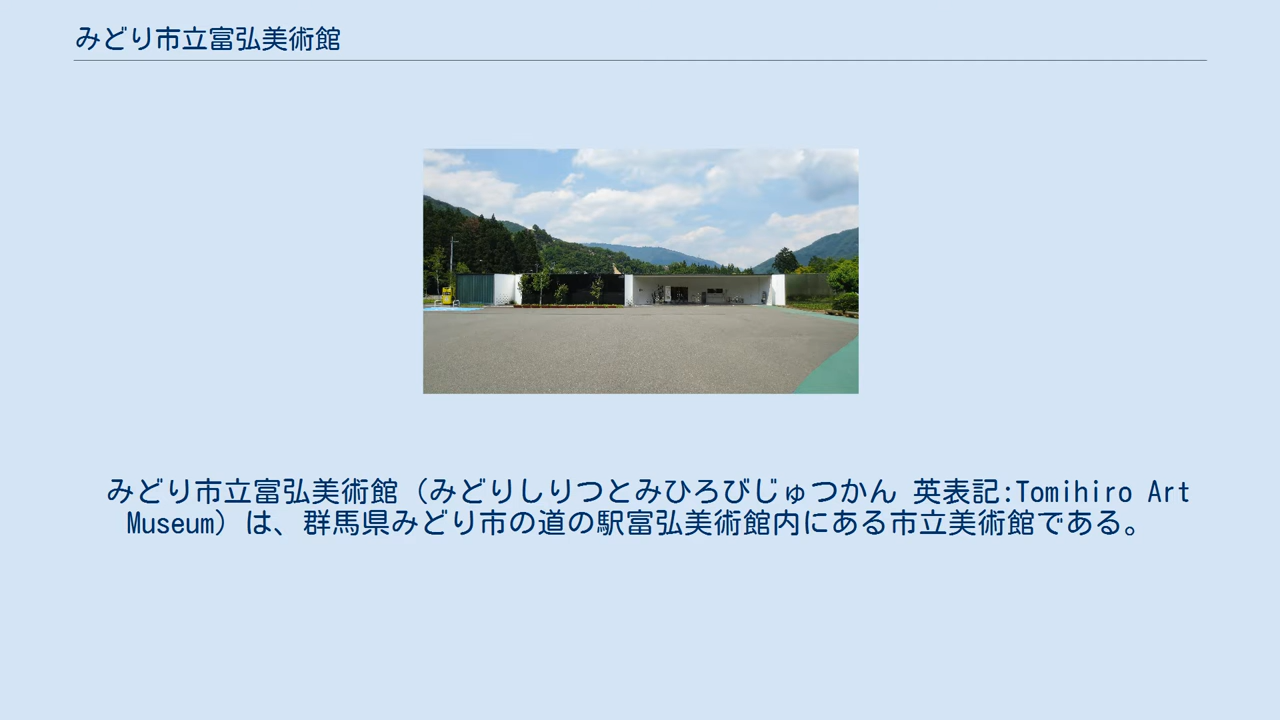 みどり市立富弘美術館
みどり市立富弘美術館（みどりしりつとみひろびじゅつかん 英表記:Tomihiro Art
Museum）は、群馬県みどり市の道の駅富弘美術館内にある市立美術館である。